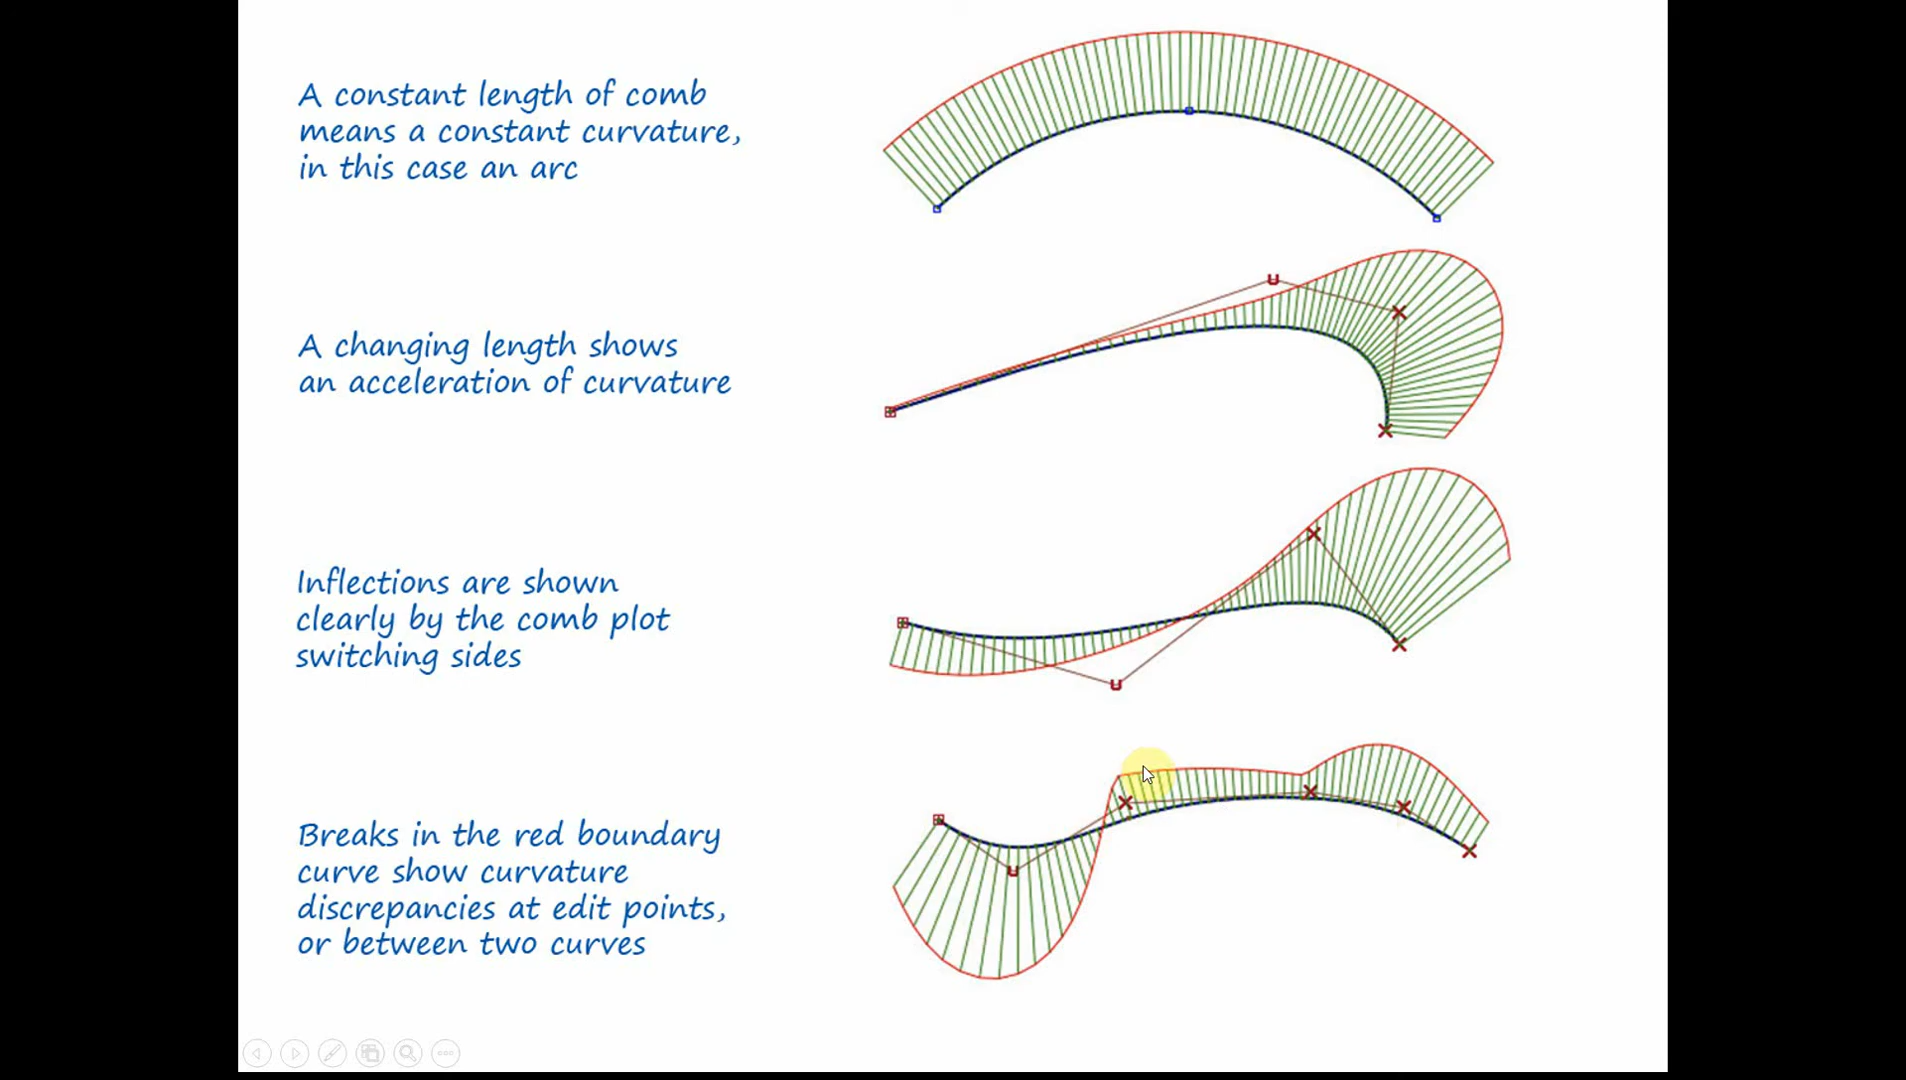 A constant length of comb
means a constant curvature,
in this case an arc
A changing length shows
an acceleration of curvature
Inflections are shown
clearly by the comb plot
switching sides
Breaks in the red boundary
curve show curvature
discrepancies at edit points,
or between two curves
U
U
U